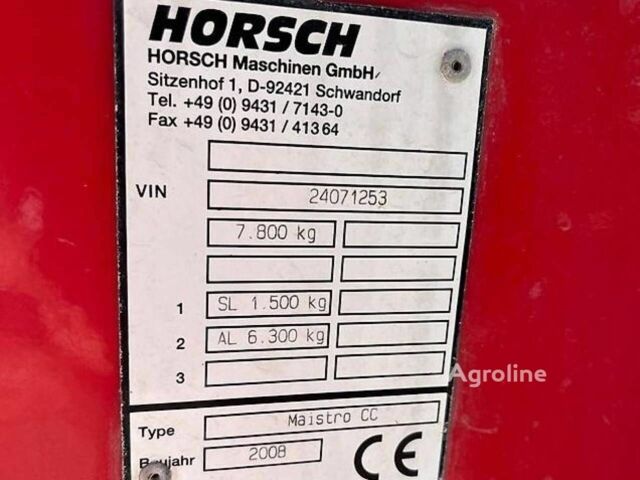 HORSCH
HORSCH Maschinen GmbH
Sitzenhof 1, D-92421 Schwandorf
Tel. +49 (0) 9431 / 7143-0
Fax +49 (0) 9431 / 41364
VIN 24071253
7.800 kg
1 SL 1.500 kg
2 AL 6.300 kg
3
Agroline
Type Maistro CC
Baujahr 2008 CE